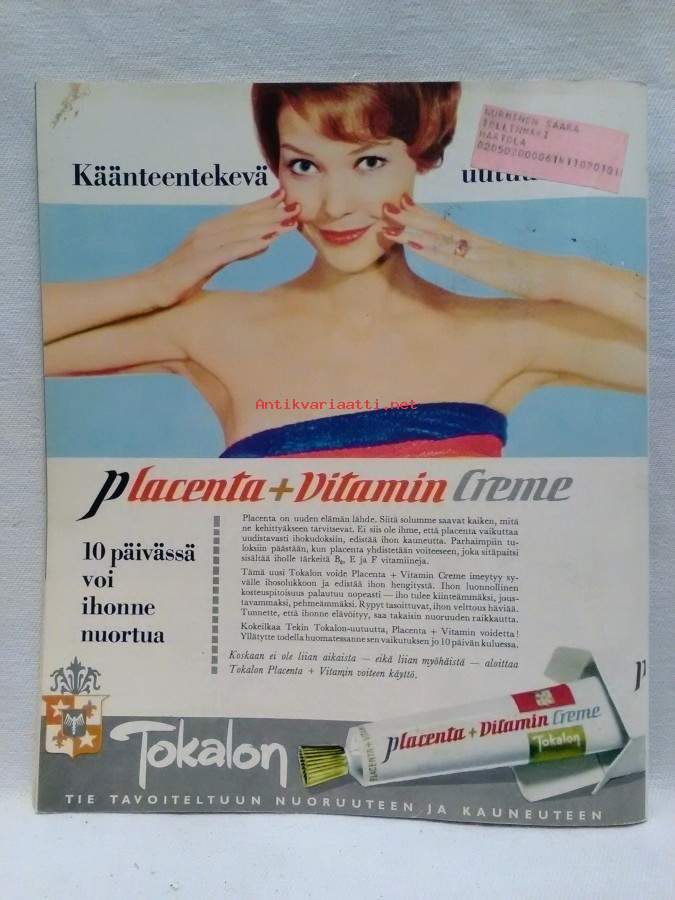 Käänteentekevä
NURMINEN SAARA
TOLLINMÄKI
HARTOLA
Antikvariaatti.net
Placenta + Vitamin Creme
10 päivässä
voi
ihonne
nuortua
Placenta on uuden elämän lähde. Siitä solumme saavat kaiken, mitä
ne kehittyäkseen tarvitsevat. Ei siis ole ihme, että placenta vaikuttaa
uudistavasti ihokudoksiin, edistää ihon kauneutta. Parhaimpiin tu-
loksiin päästään, kun placenta yhdistetään voiteeseen, joka sitäpaitsi
sisältää iholle tärkeitä B₆, E ja F vitamiineja.
Tämä uusi Tokalon voide Placenta + Vitamin Creme imeytyy sy-
välle ihosolukkoon ja edistää ihon hengitystä. Ihon luonnollinen
kosteuspitoisuus palautuu nopeasti — iho tulee kiinteämmäksi, jous-
tavammaksi, pehmeämmäksi. Rypyt tasoittuvat, ihon velttous häviää.
Tunnette, että ihonne elävöityy, saa takaisin nuoruuden raikkautta.
Kokeilkaa Tekin Tokalon-uutuutta, Placenta + Vitamin voidetta!
Yllätytte todella huomatessanne sen vaikutuksen jo 10 päivän kuluessa.
Koskaan ei ole liian aikaista — eikä liian myöhäistä — aloittaa
Tokalon Placenta + Vitamin voiteen käyttö.
Tokalon
PLACENTA + 
Placenta + Vitamin Creme
Tokalon
TIE TAVOITELTUUN NUORUUTEEN JA KAUNEUTEEN